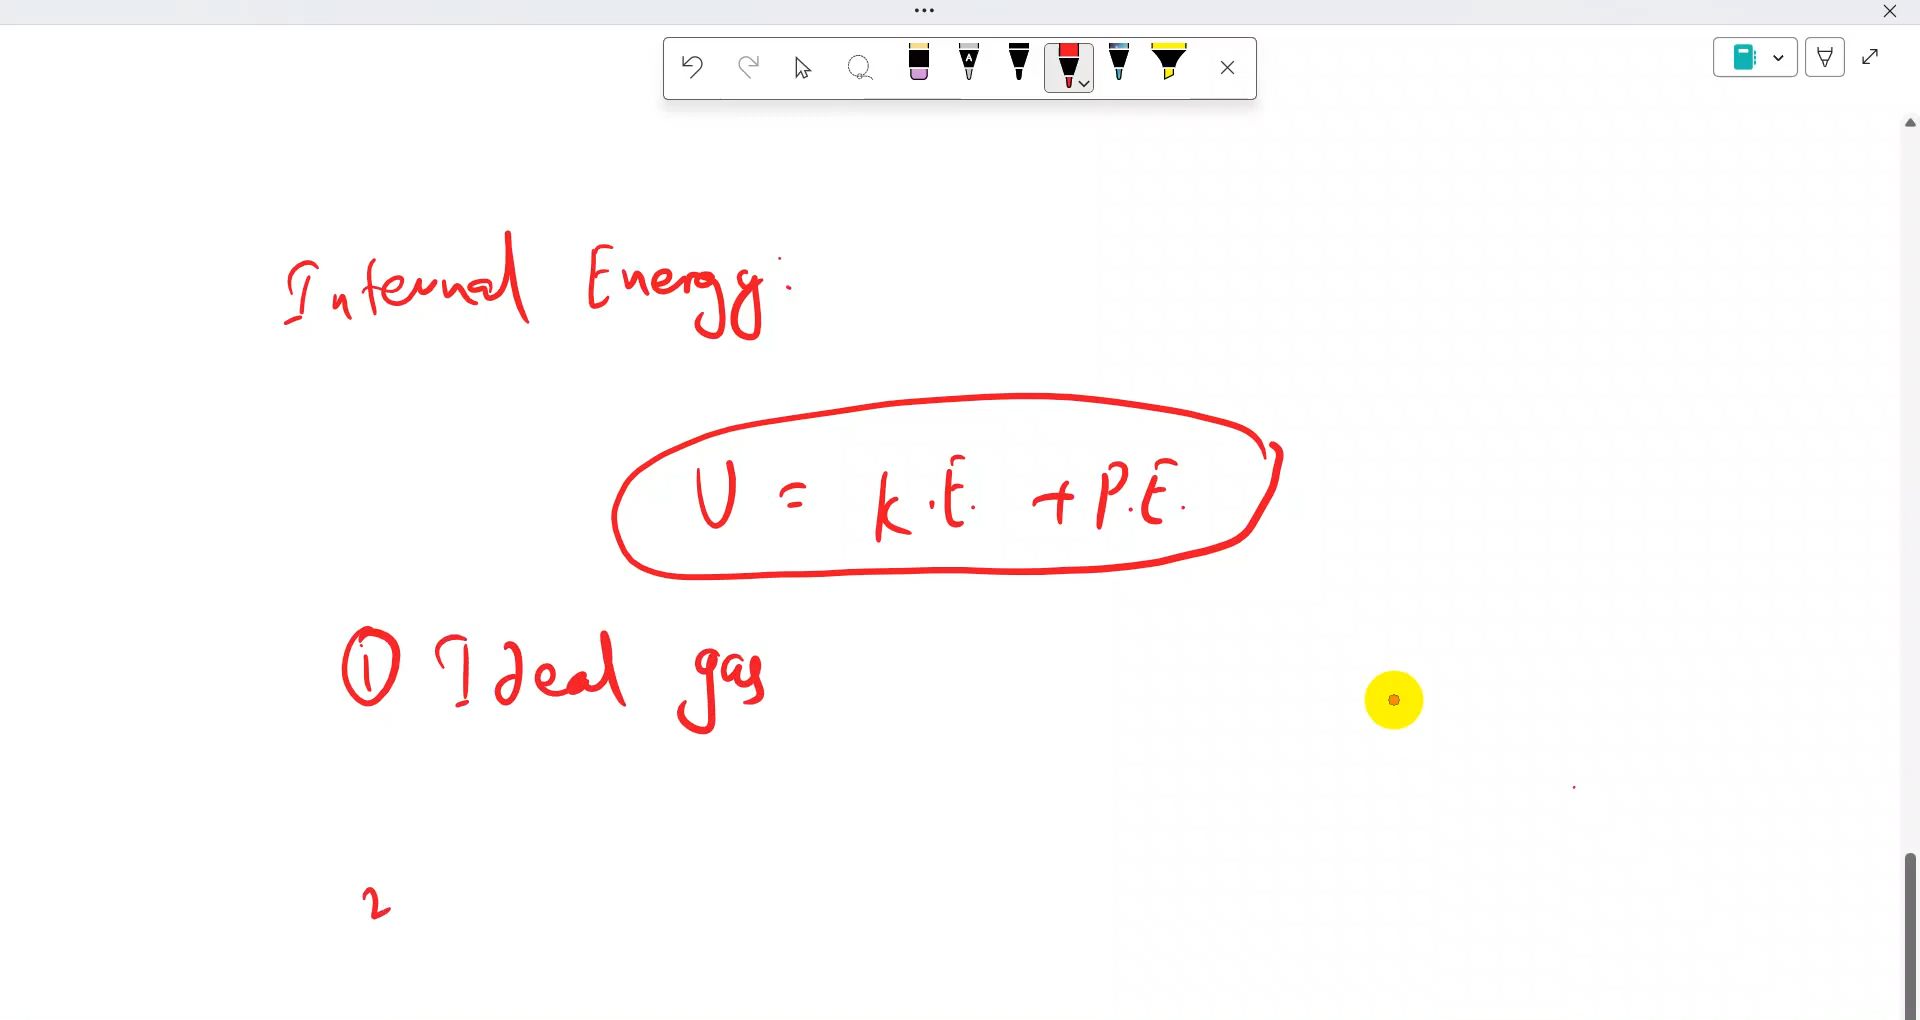 Internal Energy:
U = K.E. + P.E.
① Ideal gas
2